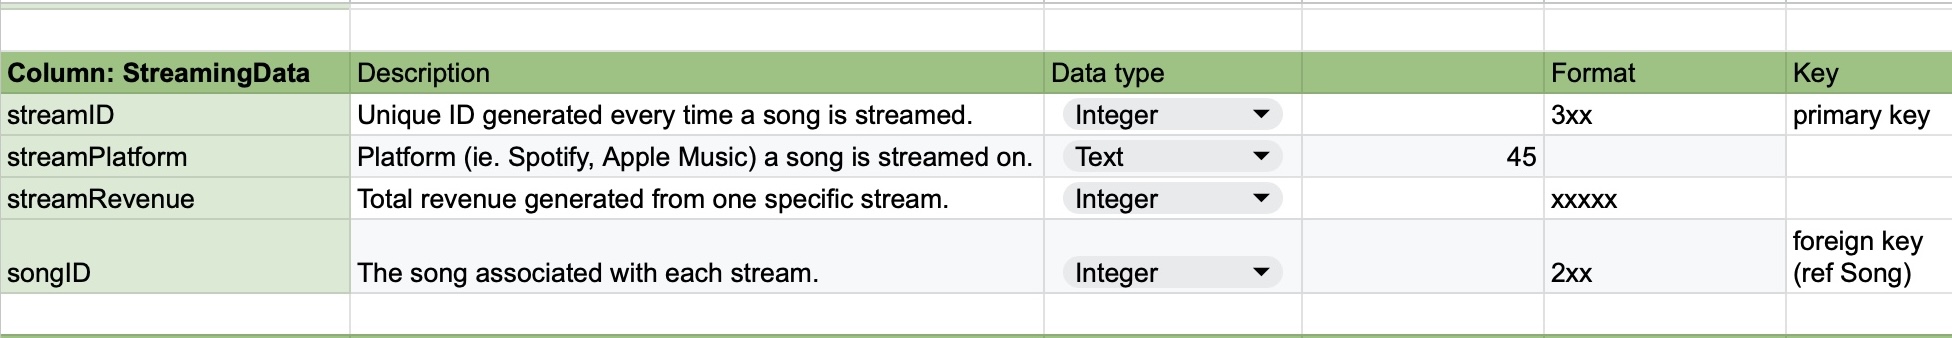 Column: StreamingData Description Data type Format Key
streamID Unique ID generated every time a song is streamed. Integer 3xx primary key
streamPlatform Platform (ie. Spotify, Apple Music) a song is streamed on. Text 45
streamRevenue Total revenue generated from one specific stream. Integer xxxxx
songID The song associated with each stream. Integer 2xx foreign key
(ref Song)